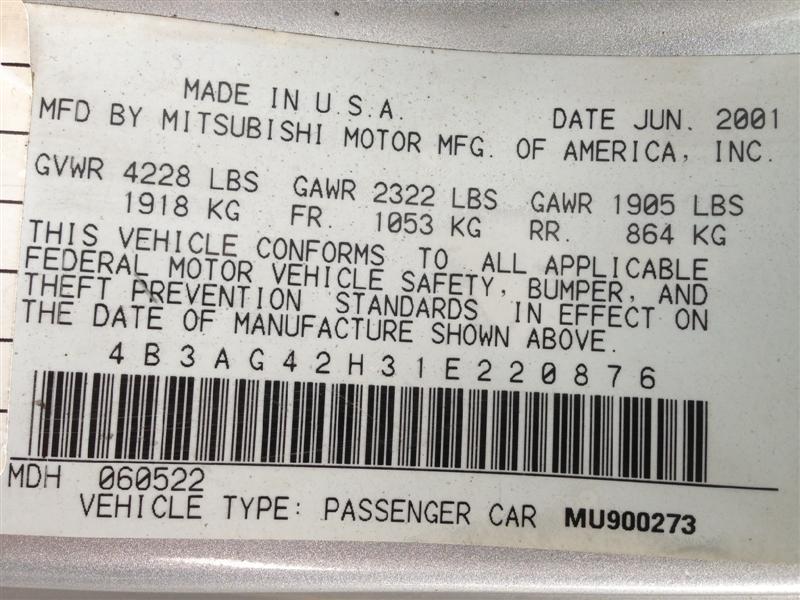 MADE IN U.S.A. DATE JUN. 2001
MFD BY MITSUBISHI MOTOR MFG. OF AMERICA, INC.
GVWR 4228 LBS GAWR 2322 LBS GAWR 1905 LBS
1918 KG FR. 1053 KG RR. 864 KG
THIS VEHICLE CONFORMS TO ALL APPLICABLE
FEDERAL MOTOR VEHICLE SAFETY, BUMPER, AND
THEFT PREVENTION STANDARDS IN EFFECT ON
THE DATE OF MANUFACTURE SHOWN ABOVE.
4B3AG42H31E220876
MDH 060522
VEHICLE TYPE: PASSENGER CAR MU900273